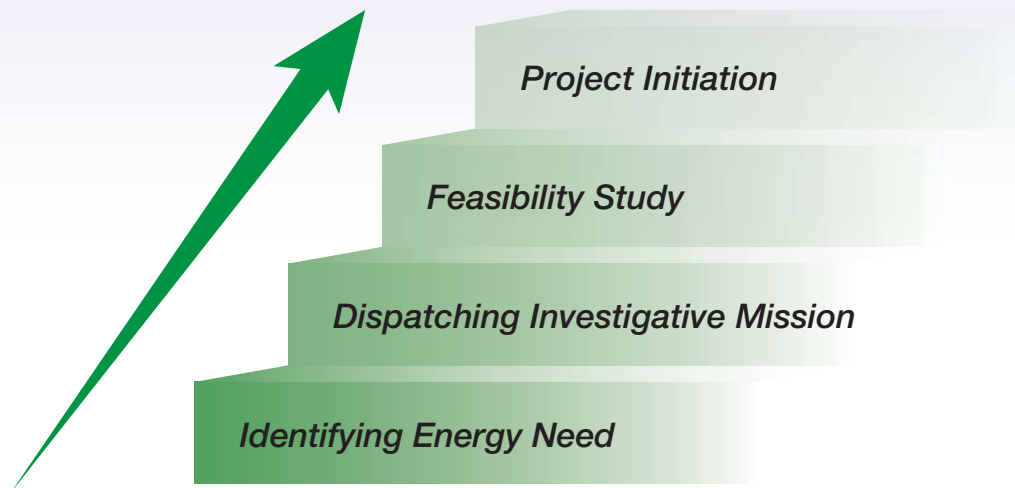 Project Initiation
Feasibility Study
Dispatching Investigative Mission
Identifying Energy Need